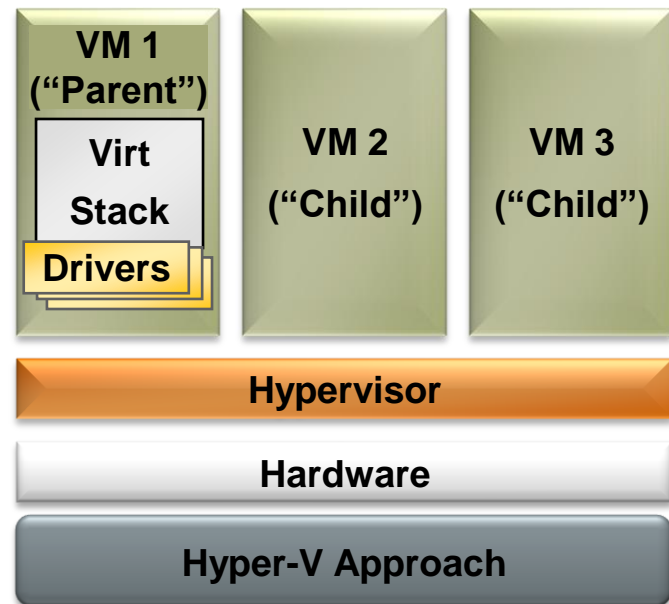 VM 1
(“Parent”)
Virt
Stack
Drivers
VM 2
(“Child”)
VM 3
(“Child”)
Hypervisor
Hardware
Hyper-V Approach